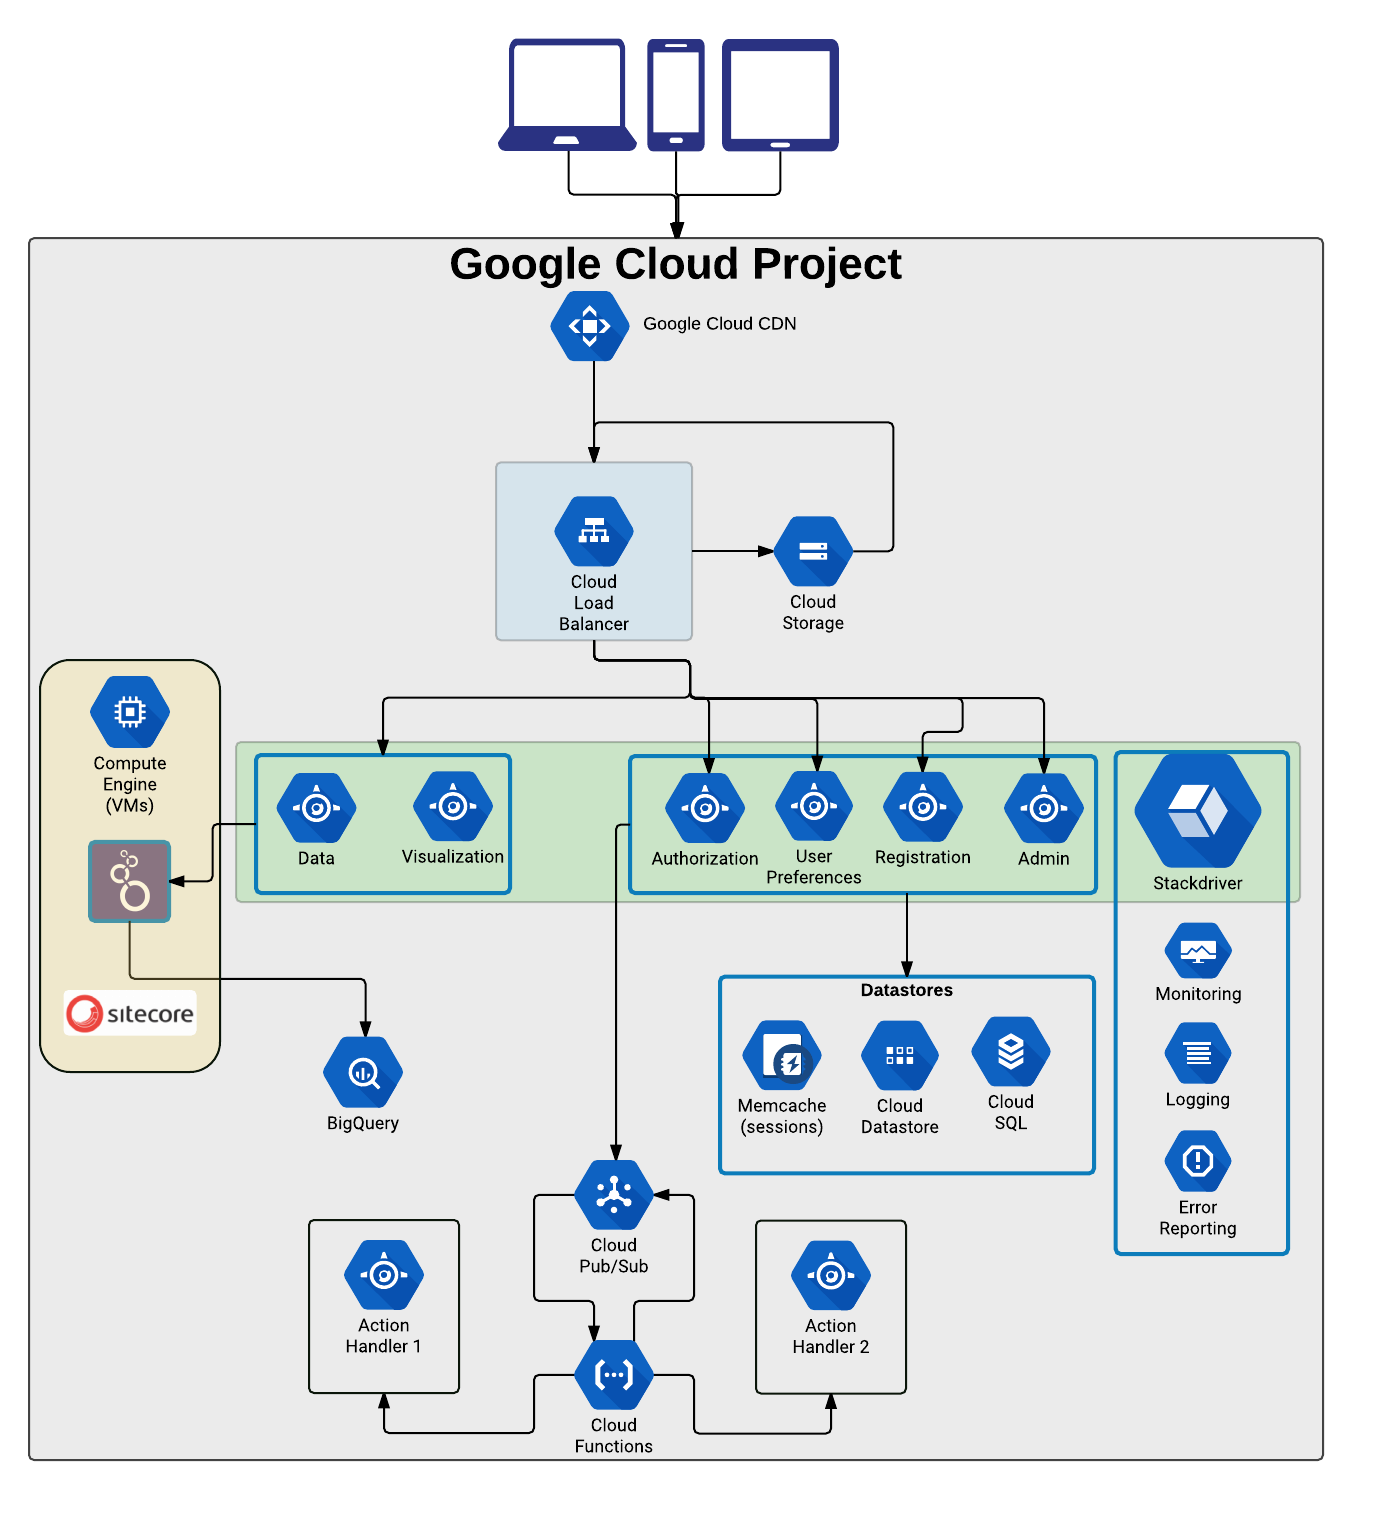 Google Cloud Project
Google Cloud CDN
Cloud
Load
Balancer
Cloud
Storage
Compute
Engine
(VMs)
Data
Visualization
Authorization
User
Preferences
Registration
Admin
Stackdriver
Monitoring
Logging
Error
Reporting
sitecore
BigQuery
Datastores
Memcache
(sessions)
Cloud
Datastore
Cloud
SQL
Cloud
Pub/Sub
Action
Handler 1
Action
Handler 2
Cloud
Functions